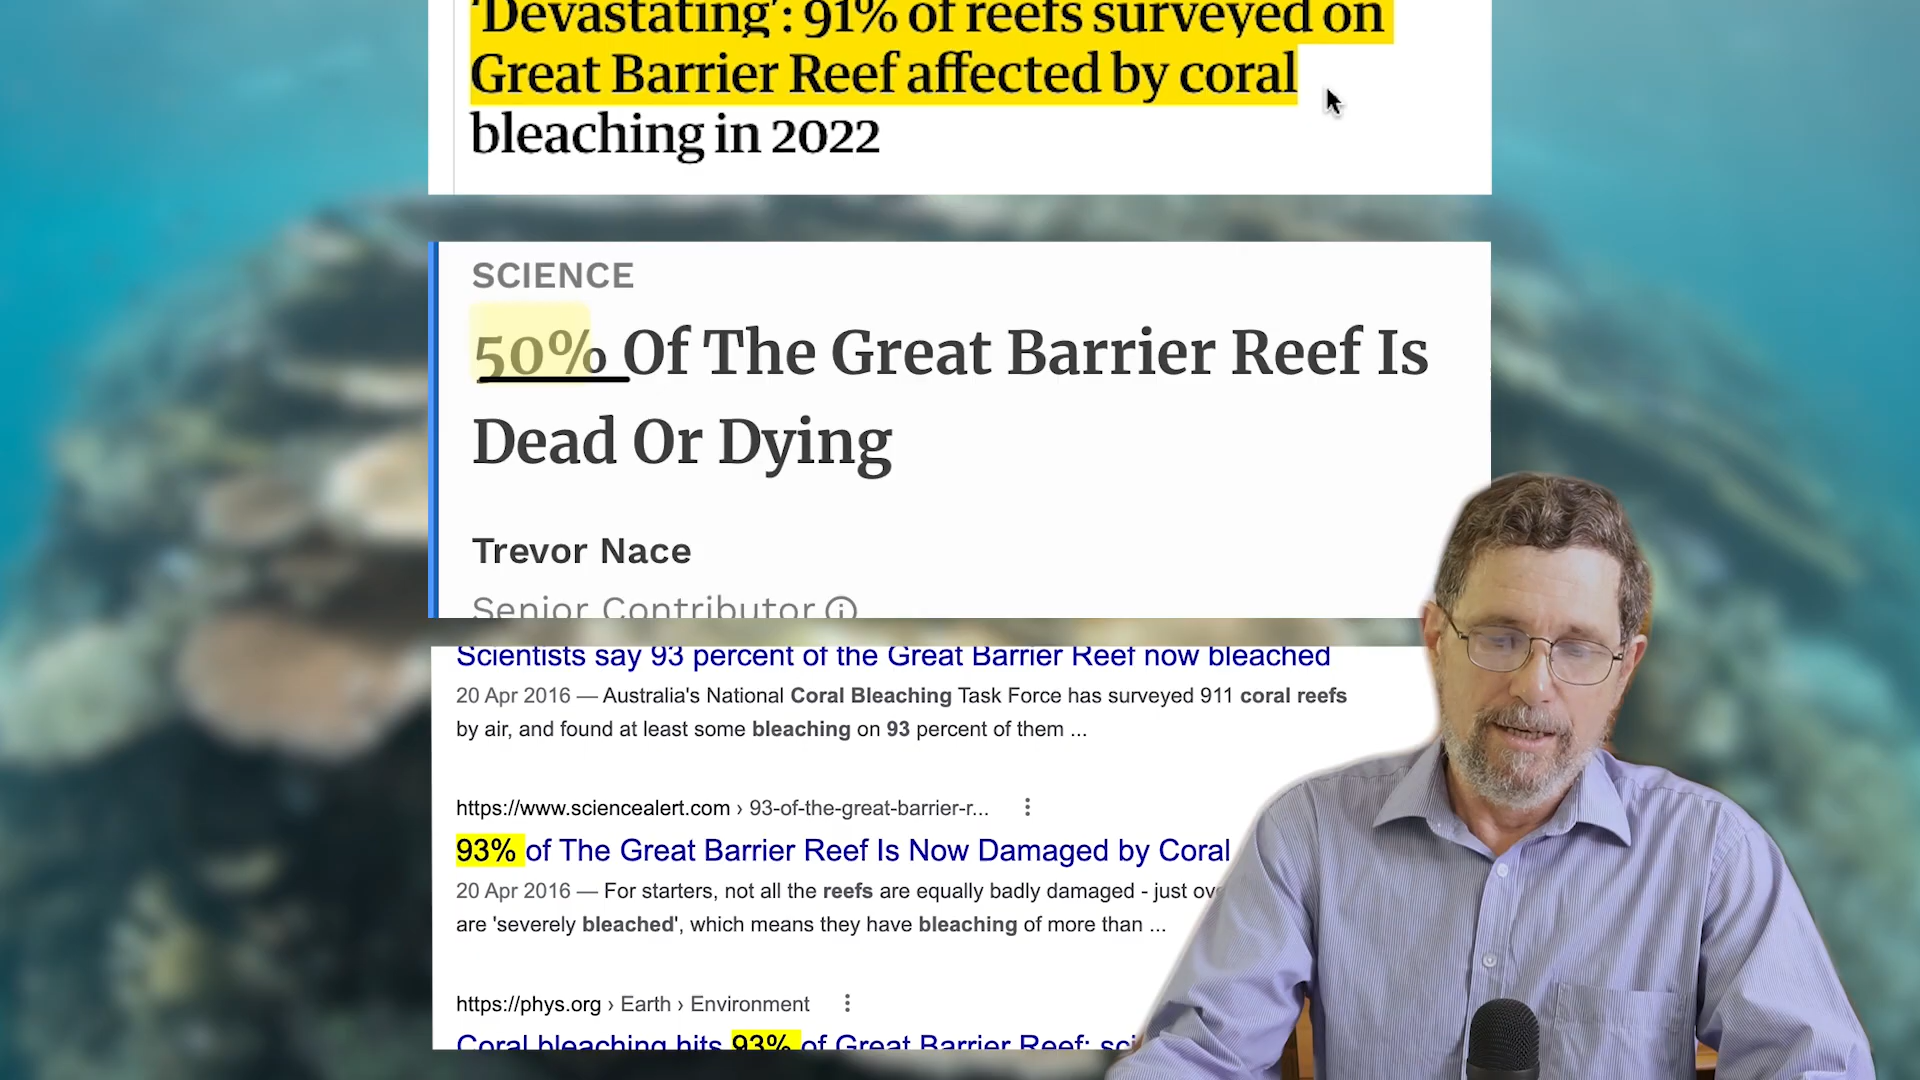 'Devastating': 91% of reefs surveyed on
Great Barrier Reef affected by coral
bleaching in 2022
SCIENCE
50% Of The Great Barrier Reef Is
Dead Or Dying
Trevor Nace
Senior Contributor
Scientists say 93 percent of the Great Barrier Reef now bleached
20 Apr 2016 — Australia's National Coral Bleaching Task Force has surveyed 911 coral reefs
by air, and found at least some bleaching on 93 percent of them ...
https://www.sciencealert.com › 93-of-the-great-barrier-r...
93% of The Great Barrier Reef Is Now Damaged by Coral
20 Apr 2016 — For starters, not all the reefs are equally badly damaged - just
are 'severely bleached', which means they have bleaching of more than ...
https://phys.org › Earth › Environment
Coral bleaching hits 93% of Great Barrier Reef: